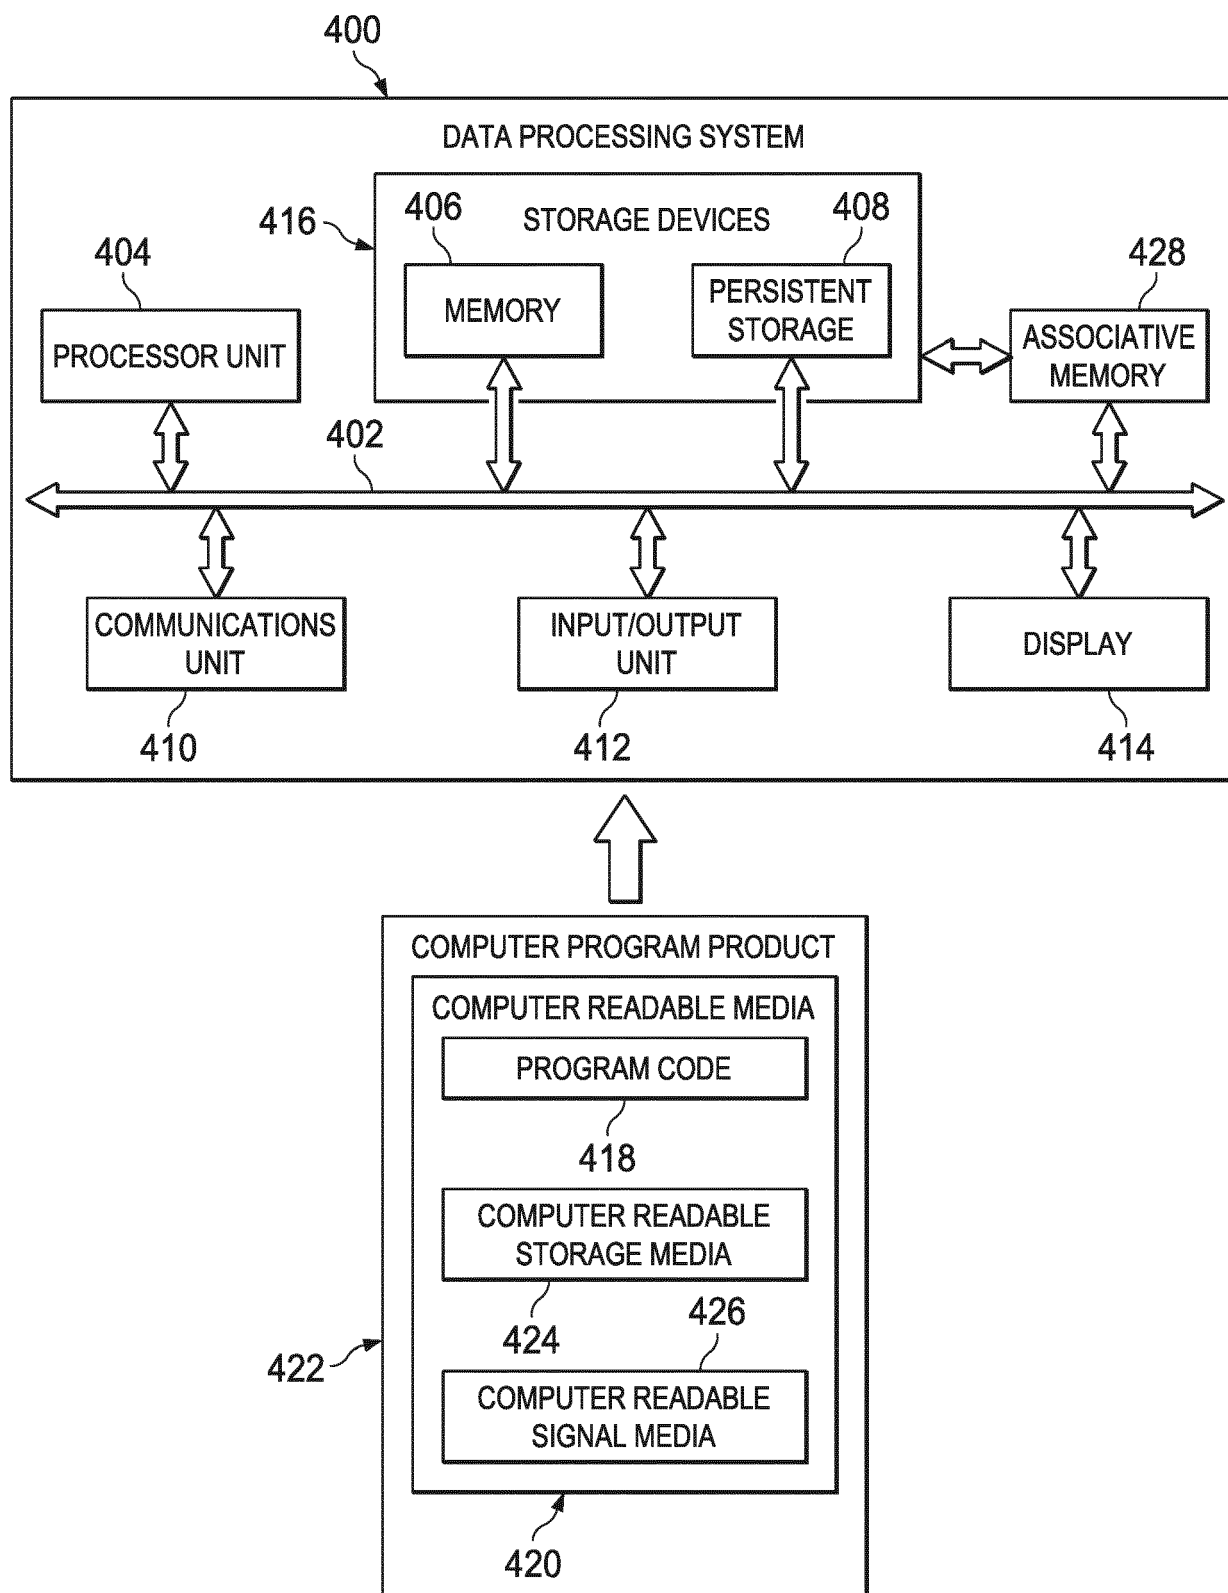 400
DATA PROCESSING SYSTEM
416
406
STORAGE DEVICES
408
404
428
MEMORY
PERSISTENT
STORAGE
PROCESSOR UNIT
ASSOCIATIVE
MEMORY
402
COMMUNICATIONS
UNIT
INPUT/OUTPUT
UNIT
DISPLAY
410
412
414
COMPUTER PROGRAM PRODUCT
COMPUTER READABLE MEDIA
PROGRAM CODE
418
COMPUTER READABLE
STORAGE MEDIA
424
426
422
COMPUTER READABLE
SIGNAL MEDIA
420